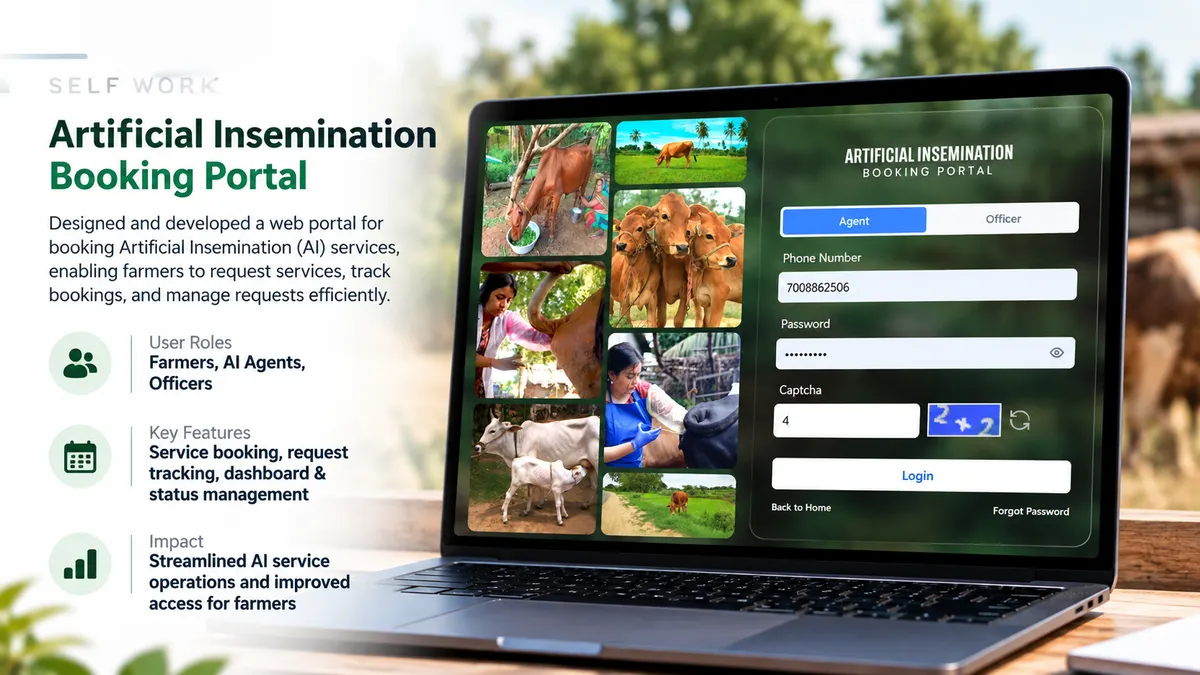 SELF WORK
Artificial Insemination
Booking Portal
Designed and developed a web portal for
booking Artificial Insemination (AI) services,
enabling farmers to request services, track
bookings, and manage requests efficiently.
User Roles
Farmers, AI Agents,
Officers
Key Features
Service booking, request
tracking, dashboard &
status management
Impact
Streamlined AI service
operations and improved
access for farmers
ARTIFICIAL INSEMINATION
BOOKING PORTAL
Agent
Officer
Phone Number
7008862506
Password
•••••••••
Captcha
4
2+2
Login
Back to Home
Forgot Password